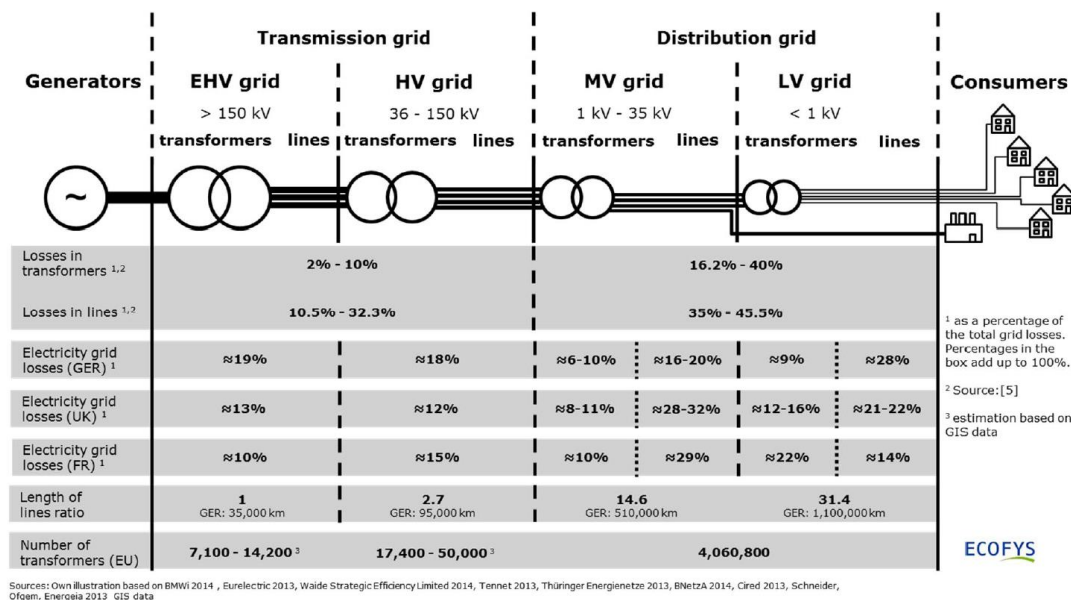 Transmission grid Distribution grid
Generators EHV grid HV grid MV grid LV grid Consumers
> 150 kV 36 - 150 kV 1 kV - 35 kV < 1 kV
transformers lines transformers lines transformers lines transformers lines
~
Losses in
transformers 1,2 2% - 10% 16.2% - 40%
Losses in lines 1,2 10.5% - 32.3% 35% - 45.5%
Electricity grid
losses (GER) 1 ≈19% ≈18% ≈6-10% ≈16-20% ≈9% ≈28%
Electricity grid
losses (UK) 1 ≈13% ≈12% ≈8-11% ≈28-32% ≈12-16% ≈21-22%
Electricity grid
losses (FR) 1 ≈10% ≈15% ≈10% ≈29% ≈22% ≈14%
Length of
lines ratio
1 2.7 14.6 31.4
GER: 35,000 km GER: 95,000 km GER: 510,000 km GER: 1,100,000 km
Number of
transformers (EU) 7,100 - 14,200 3 17,400 - 50,000 3 4,060,800
1 as a percentage of
the total grid losses.
Percentages in the
box add up to 100%.
2 Source:[5]
3 estimation based on
GIS data
ECOFYS
Sources: Own illustration based on BMWi 2014 , Eurelectric 2013, Waide Strategic Efficiency Limited 2014, Tennet 2013, Thüringer Energienetze 2013, BNetzA 2014, Cired 2013, Schneider,
Ofgem, Energeia 2013 GIS data